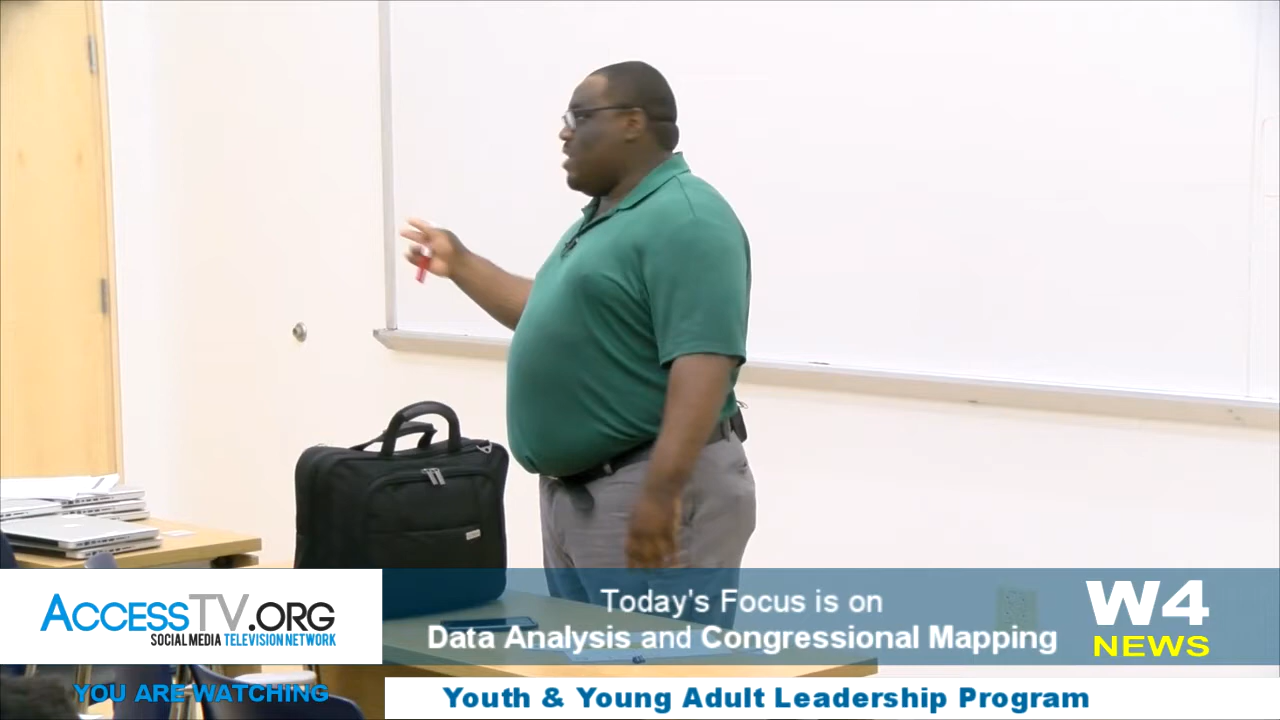 Today's Focus is on
Data Analysis and Congressional Mapping
W4
NEWS
ACCESSTV.ORG
SOCIAL MEDIA TELEVISION NETWORK
YOU ARE WATCHING
Youth & Young Adult Leadership Program